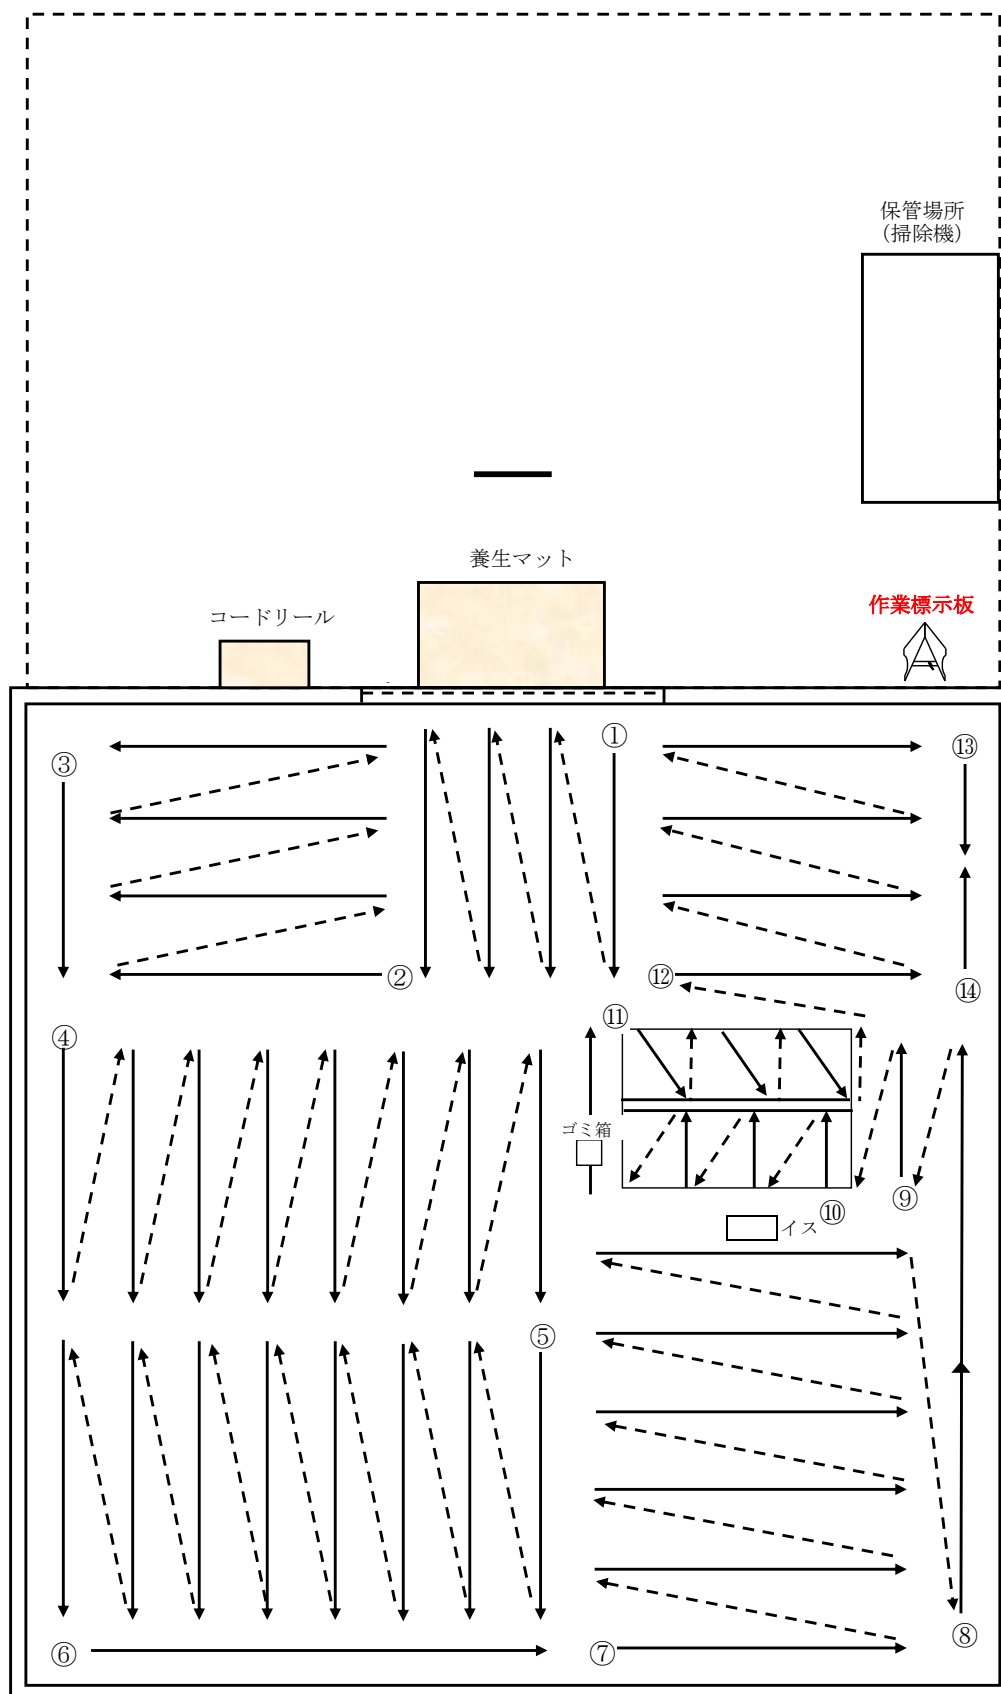 保管場所
(掃除機)
養生マット
作業標示板
コードリール
①
⑬
③
②
⑫
⑭
⑪
④
ゴミ箱
⑨
⑩
イス
⑤
⑧
⑥
⑦